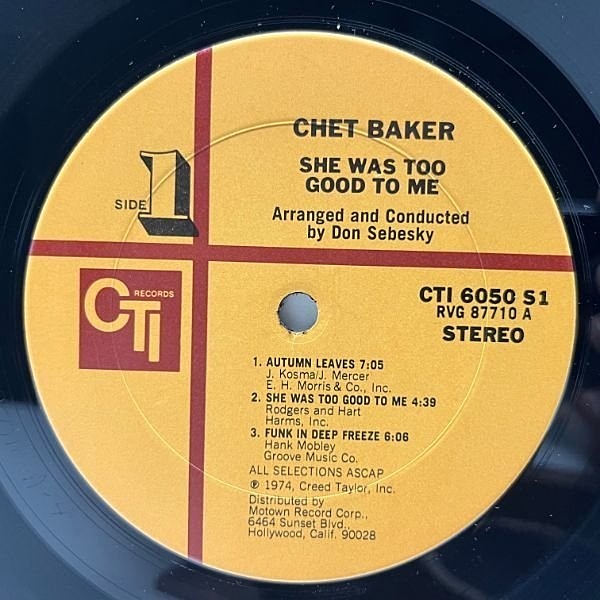 CHET BAKER
SHE WAS TOO
GOOD TO ME
Arranged and Conducted
by Don Sebesky
SIDE 1
CTI RECORDS
CTI 6050 S1
RVG 87710 A
STEREO
1. AUTUMN LEAVES 7:05
J. Kosma/J. Mercer
E. H. Morris & Co., Inc.
2. SHE WAS TOO GOOD TO ME 4:39
Rodgers and Hart
Harms, Inc.
3. FUNK IN DEEP FREEZE 6:06
Hank Mobley
Groove Music Co.
ALL SELECTIONS ASCAP
℗ 1974, Creed Taylor, Inc.
Distributed by
Motown Record Corp.,
6464 Sunset Blvd.,
Hollywood, Calif. 90028